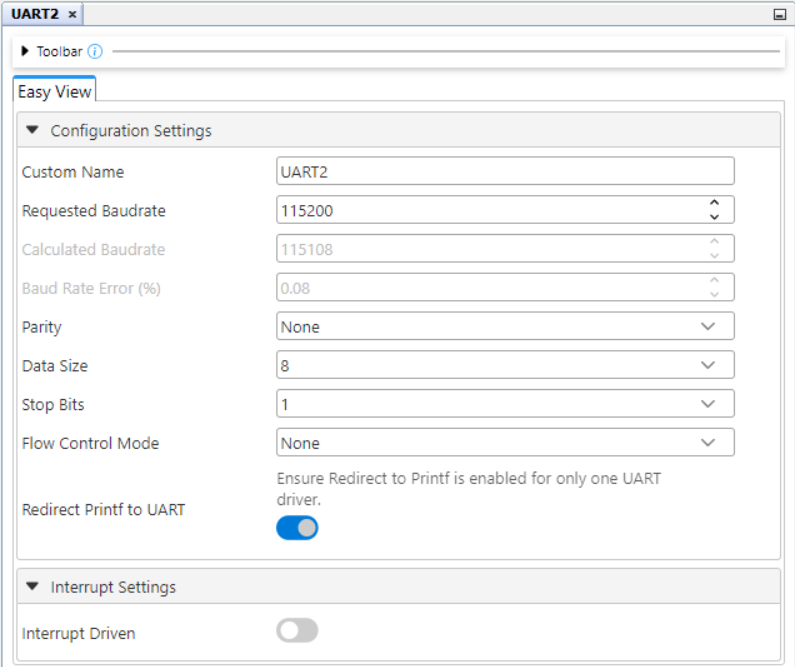 UART2 ×
Toolbar i
Easy View
Configuration Settings
Custom Name UART2
Requested Baudrate 115200
Calculated Baudrate 115108
Baud Rate Error (%) 0.08
Parity None
Data Size 8
Stop Bits 1
Flow Control Mode None
Ensure Redirect to Printf is enabled for only one UART
driver.
Redirect Printf to UART
Interrupt Settings
Interrupt Driven